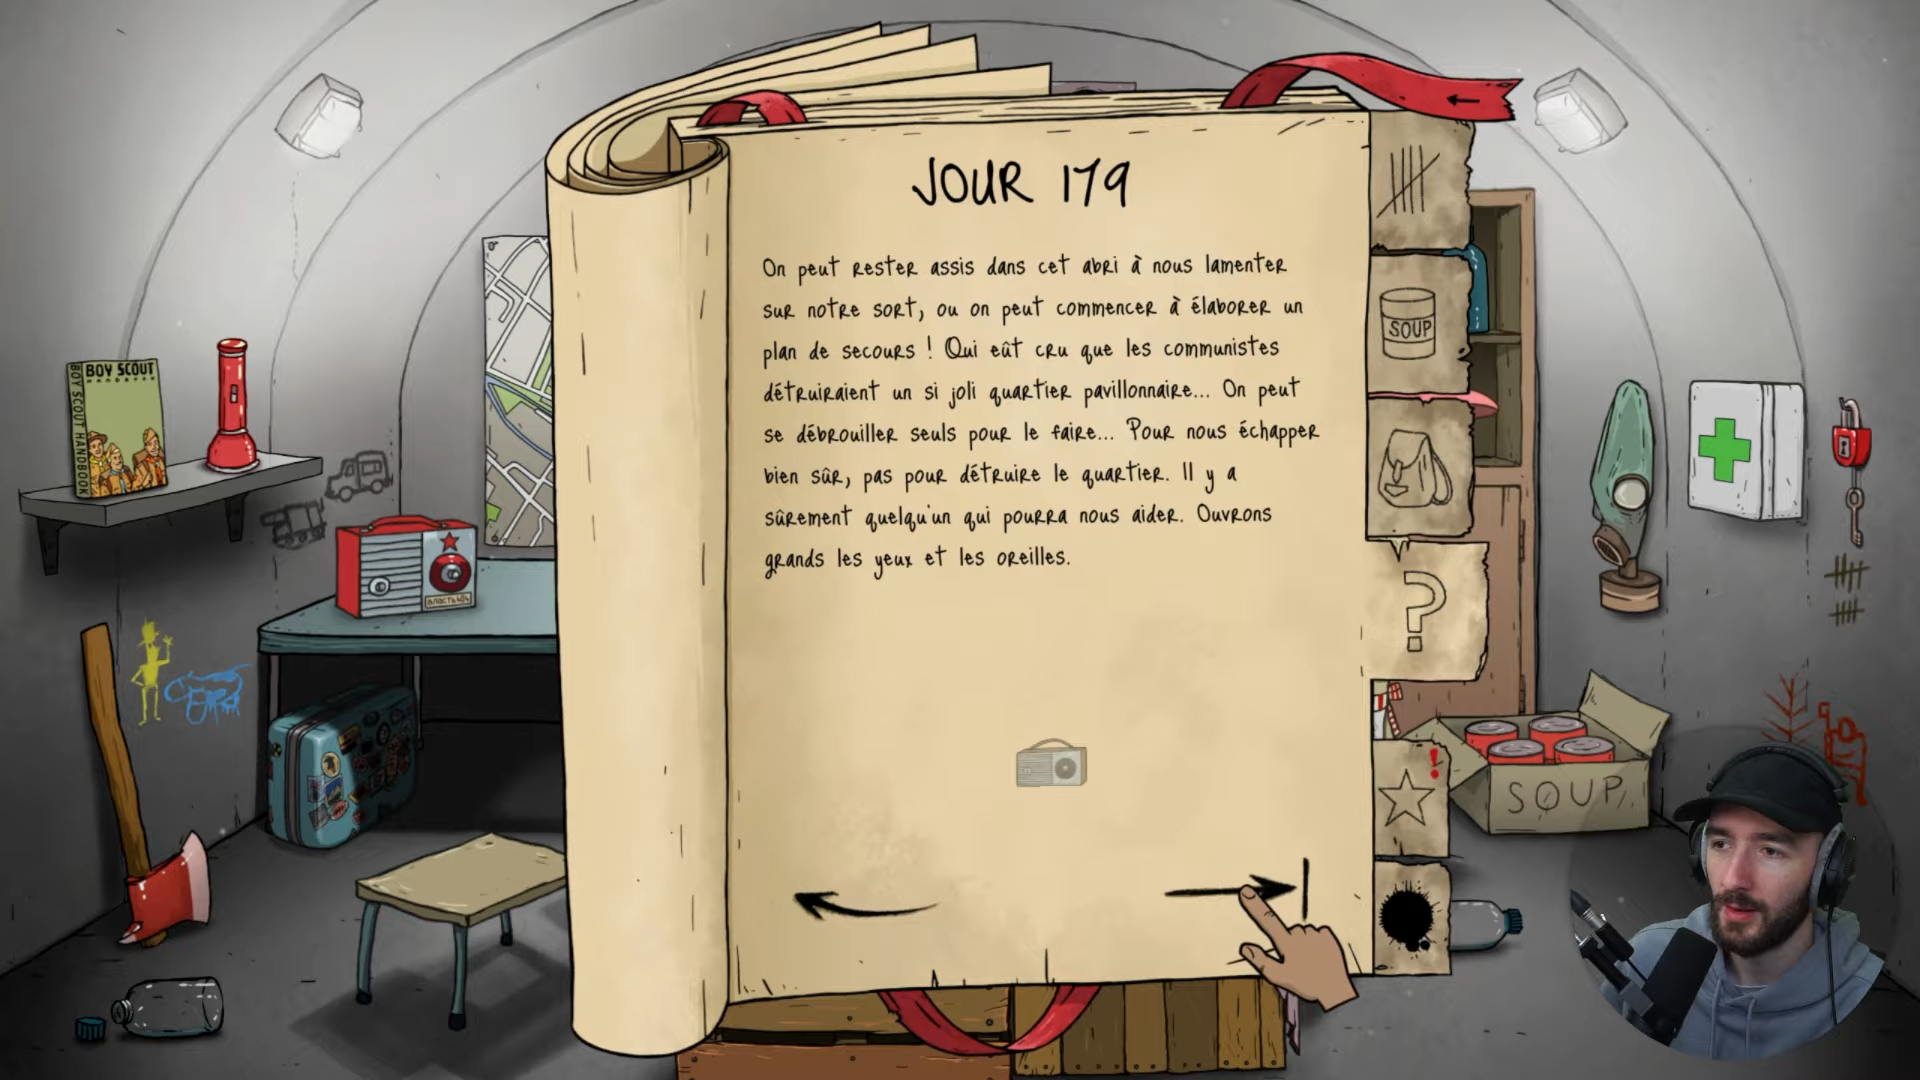 JOUR 179
On peut rester assis dans cet abri à nous lamenter
sur notre sort, ou on peut commencer à élaborer un
plan de secours ! Qui eût cru que les communistes
détruiraient un si joli quartier pavillonnaire... On peut
se débrouiller seuls pour le faire... Pour nous échapper
bien sûr, pas pour détruire le quartier. Il y a
sûrement quelqu'un qui pourra nous aider. Ouvrons
grands les yeux et les oreilles.
BOY SCOUT
HANDBOOK
BOY SCOUT HANDBOOK
SOUP
?
!
SOUP